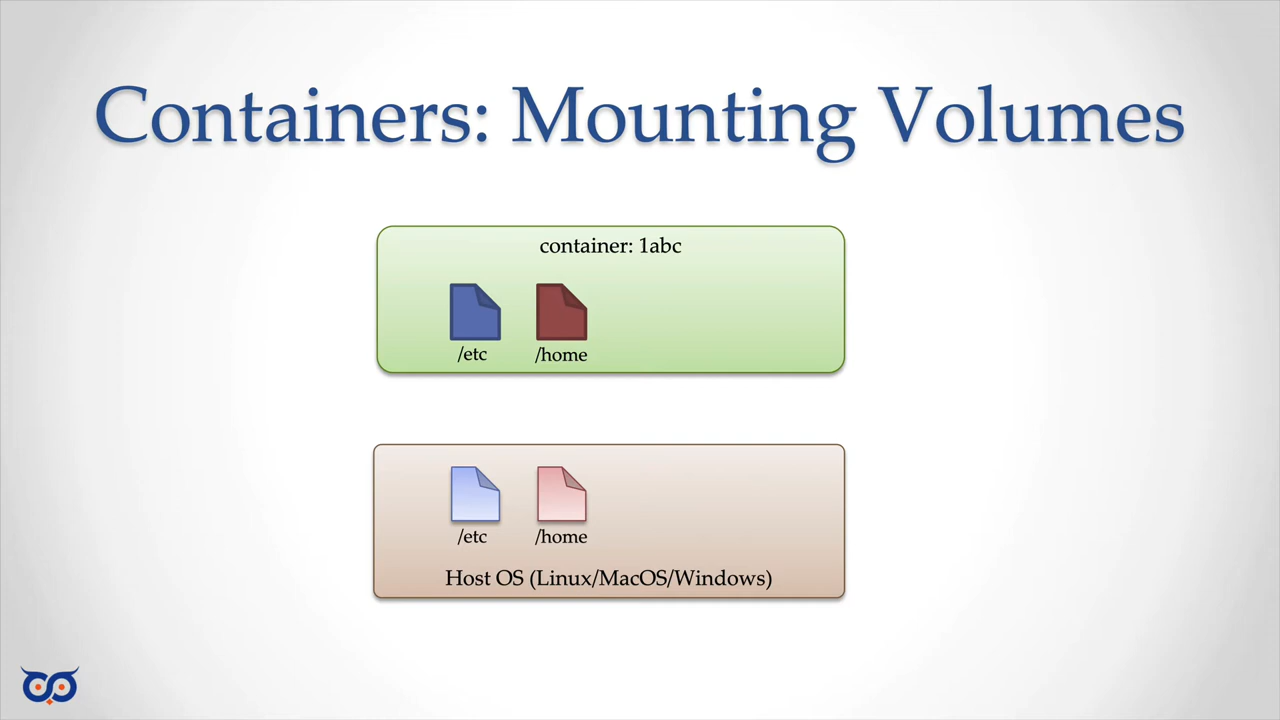 Containers: Mounting Volumes
container: 1abc
/etc /home
/etc /home
Host OS (Linux/MacOS/Windows)